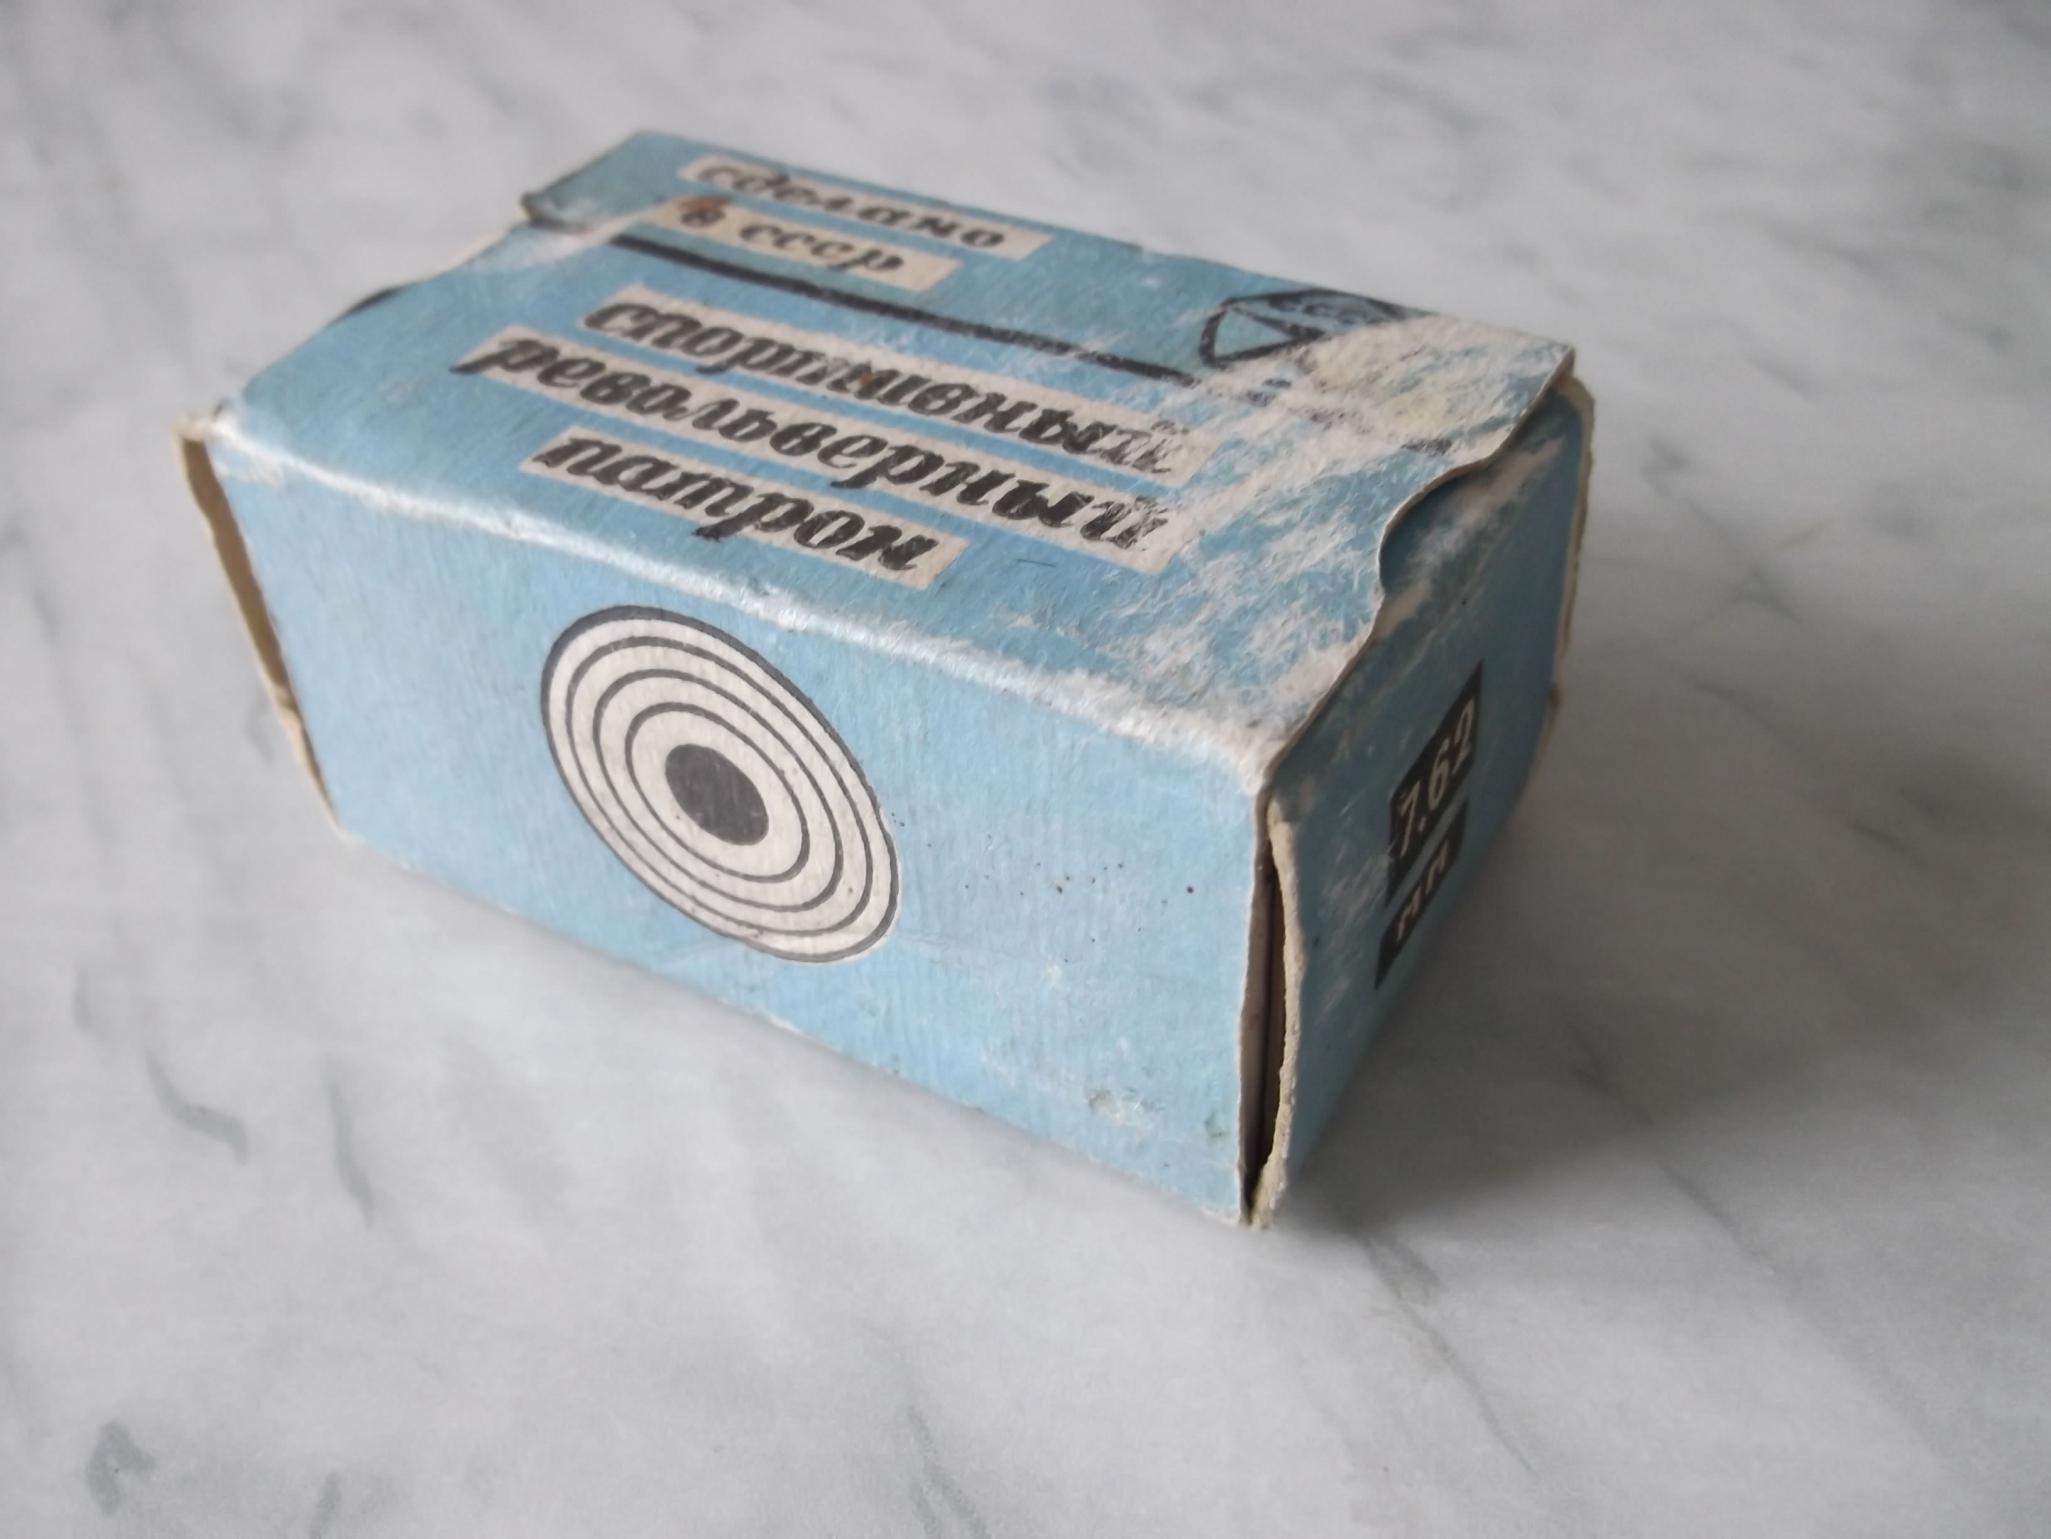 сделано
в ссср
спортивный
револьверный
патрон
7.62
мм